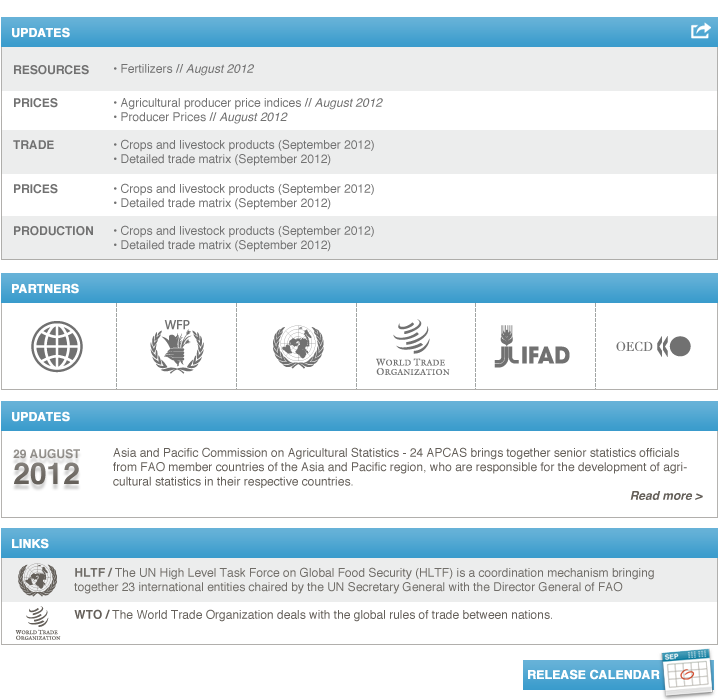 UPDATES
RESOURCES
• Fertilizers // August 2012
PRICES
• Agricultural producer price indices // August 2012
• Producer Prices // August 2012
TRADE
• Crops and livestock products (September 2012)
• Detailed trade matrix (September 2012)
PRICES
• Crops and livestock products (September 2012)
• Detailed trade matrix (September 2012)
PRODUCTION
• Crops and livestock products (September 2012)
• Detailed trade matrix (September 2012)
PARTNERS
WFP
WORLD TRADE
ORGANIZATION
IFAD
OECD
UPDATES
29 AUGUST
2012
Asia and Pacific Commission on Agricultural Statistics - 24 APCAS brings together senior statistics officials
from FAO member countries of the Asia and Pacific region, who are responsible for the development of agri-
cultural statistics in their respective countries.
Read more >
LINKS
HLTF / The UN High Level Task Force on Global Food Security (HLTF) is a coordination mechanism bringing
together 23 international entities chaired by the UN Secretary General with the Director General of FAO
WORLD TRADE
ORGANIZATION
WTO / The World Trade Organization deals with the global rules of trade between nations.
RELEASE CALENDAR
SEP